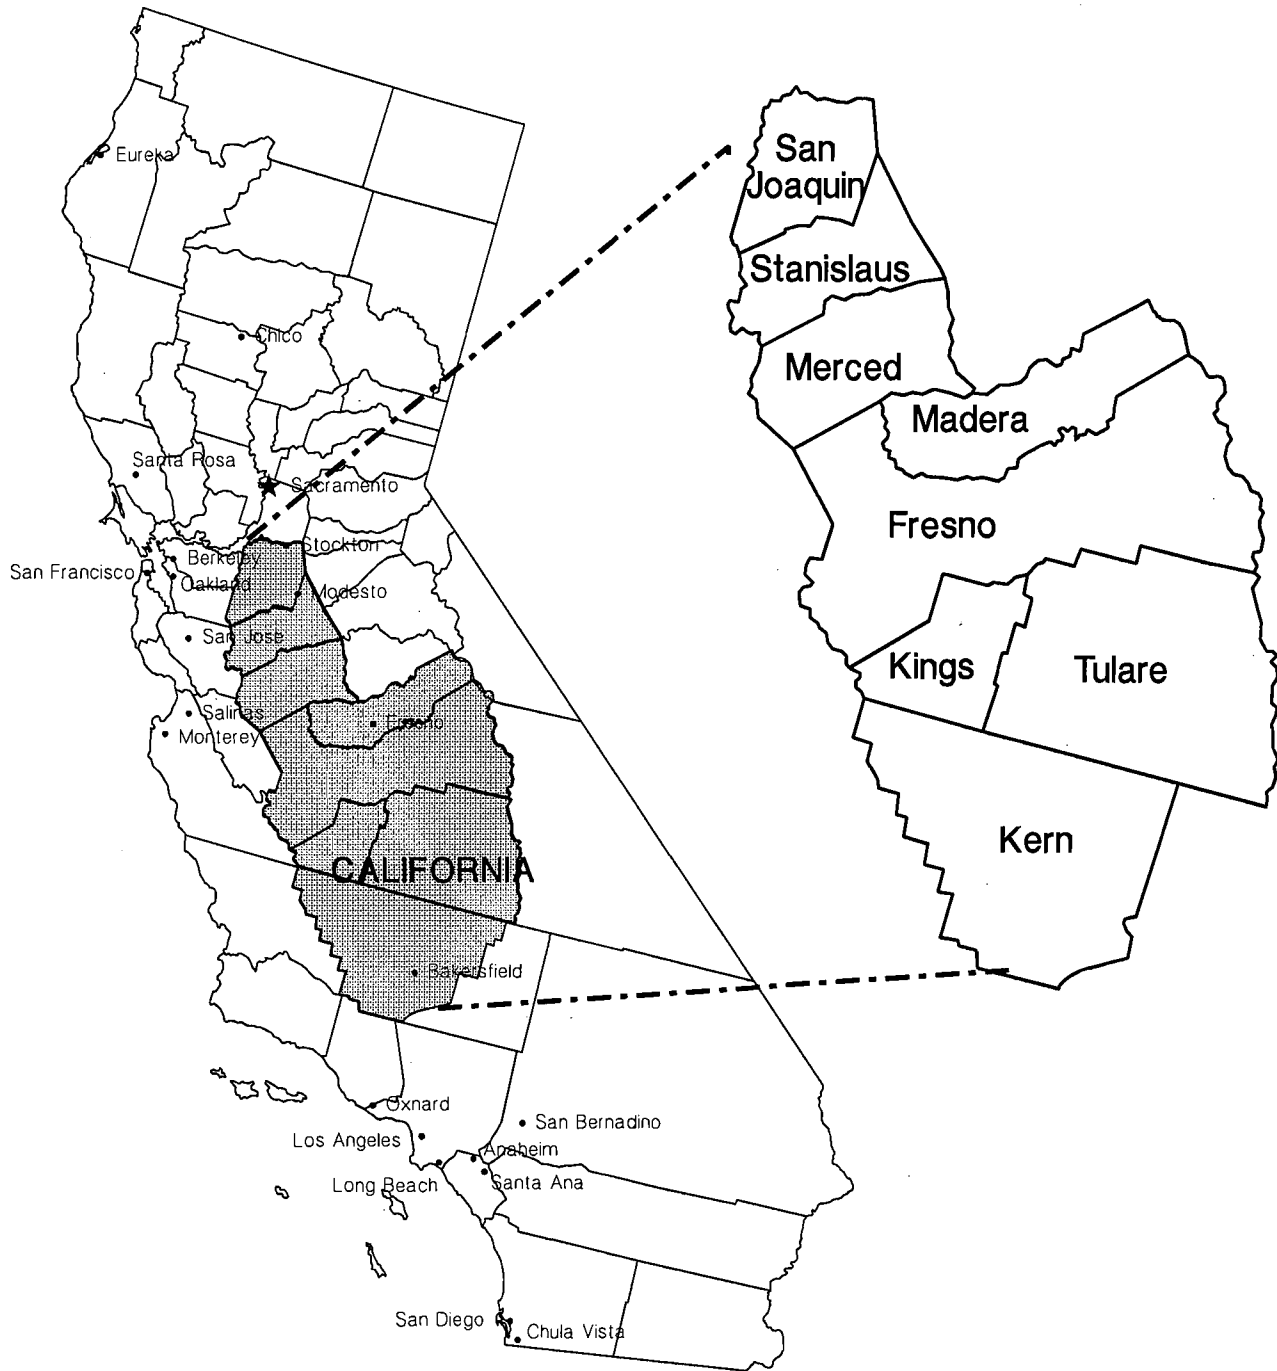 Eureka
Chico
Santa Rosa
Sacramento
Stockton
Berkeley
San Francisco
Oakland
Modesto
San Jose
Salinas
Monterey
Fresno
CALIFORNIA
Bakersfield
Oxnard
Los Angeles
San Bernadino
Anaheim
Long Beach
Santa Ana
San Diego
Chula Vista
San
Joaquin
Stanislaus
Merced
Madera
Fresno
Kings
Tulare
Kern